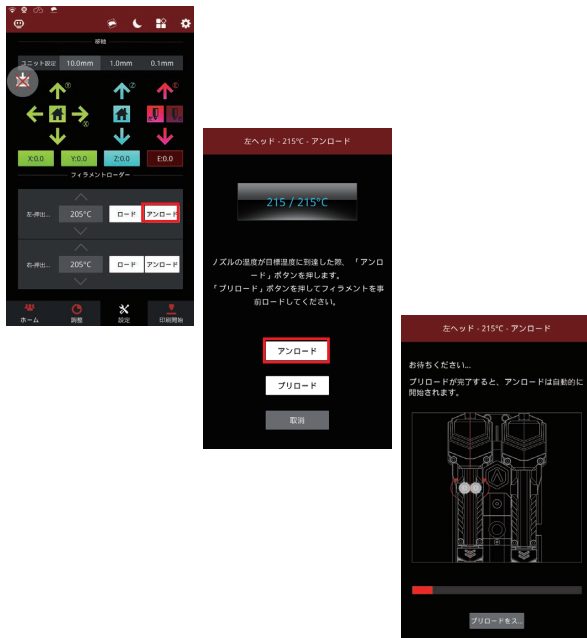 移動
ユニット設定 10.0mm 1.0mm 0.1mm
Y
Z
E
X
X:0.0 Y:0.0 Z:0.0 E:0.0
フィラメントローダー
左-押出... 205°C ロード アンロード
右-押出... 205°C ロード アンロード
ホーム 調整 設定 印刷開始
左ヘッド - 215°C - アンロード
215 / 215°C
ノズルの温度が目標温度に到達した際、「アンロ
ード」ボタンを押します。
「プリロード」ボタンを押してフィラメントを事
前ロードしてください。
アンロード
プリロード
取消
左ヘッド - 215°C - アンロード
お待ちください...
プリロードが完了すると、アンロードは自動的に
開始されます。
プリロードをス...